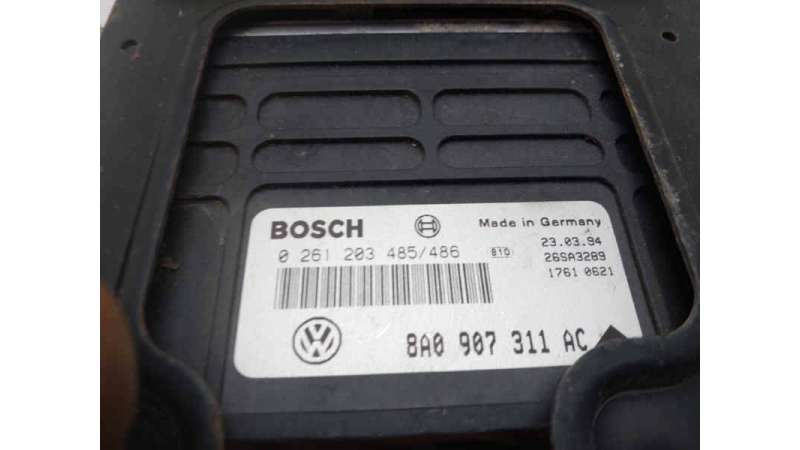 BOSCH
Made in Germany
0 261 203 485/486
23.03.94
26SA3289
1761 0621
8A0 907 311 AC